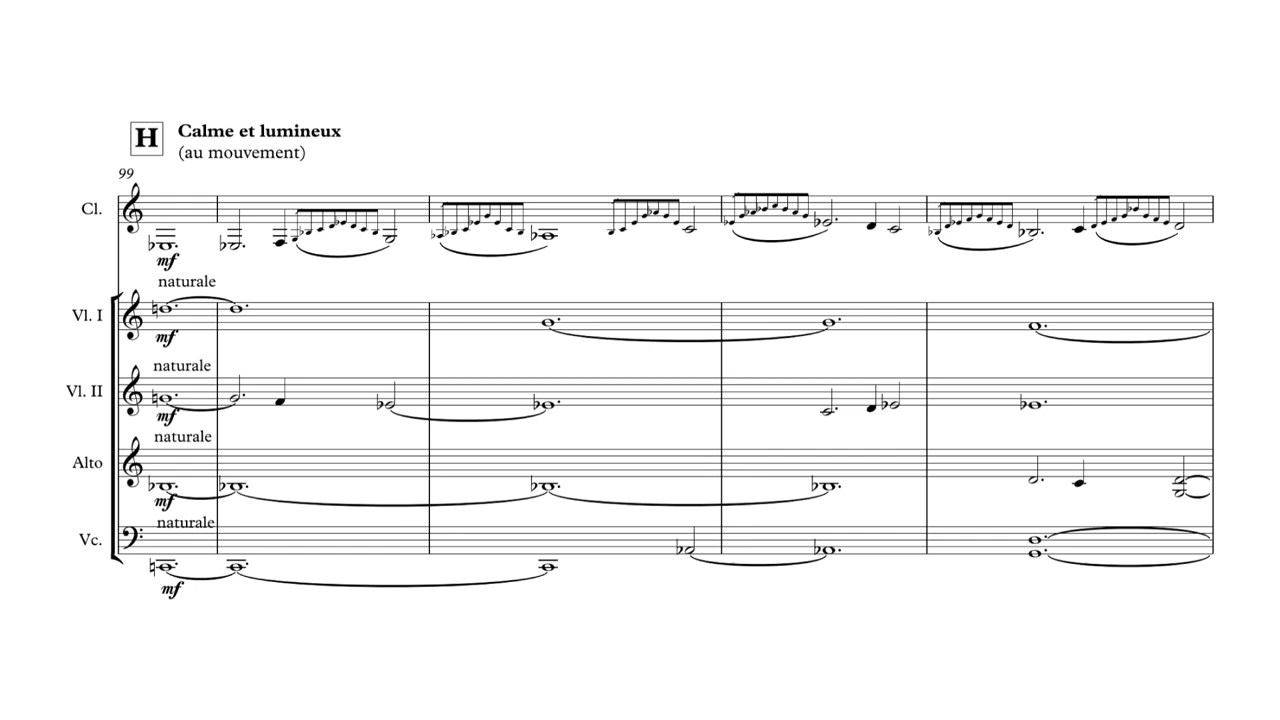 H Calme et lumineux
(au mouvement)
99
Cl.
mf
naturale
Vl. I
mf
naturale
Vl. II
mf
naturale
Alto
mf
naturale
Vc.
mf